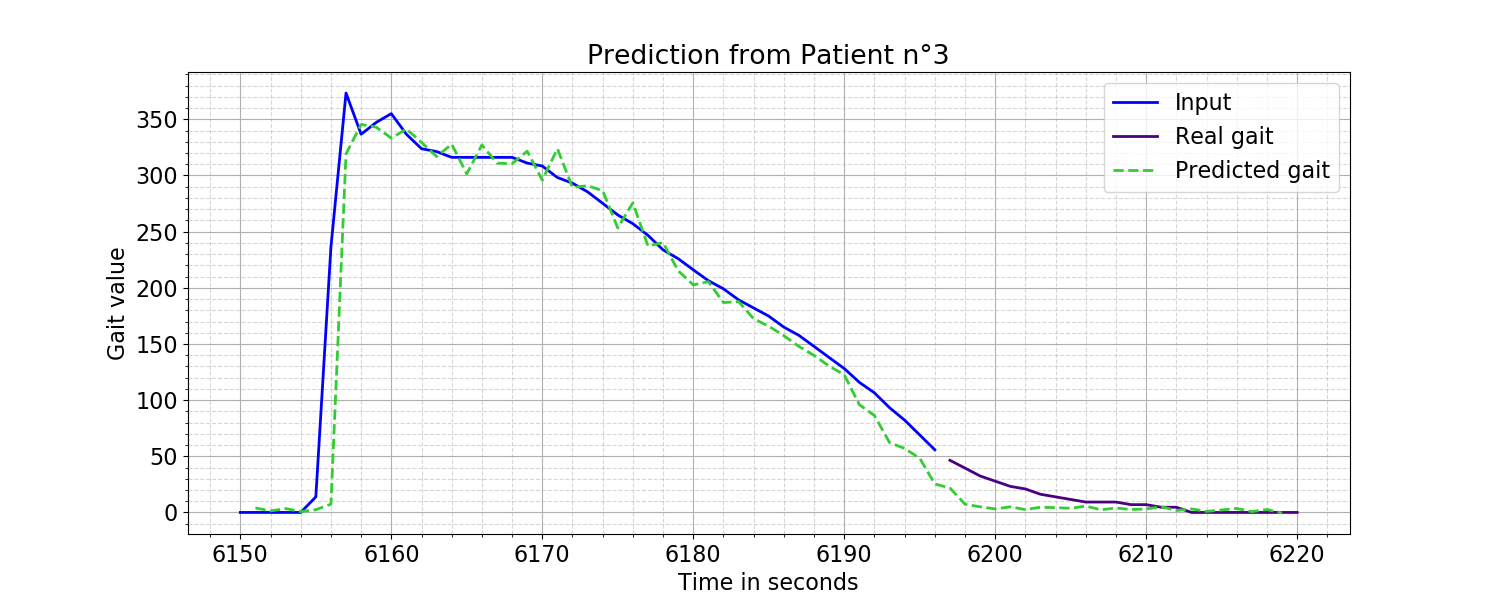 Prediction from Patient n°3
Input
Real gait
Predicted gait
Gait value
350
300
250
200
150
100
50
0
6150 6160 6170 6180 6190 6200 6210 6220
Time in seconds